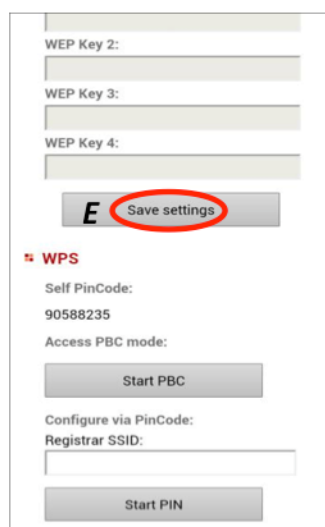 WEP Key 2:
WEP Key 3:
WEP Key 4:
E Save settings
WPS
Self PinCode:
90588235
Access PBC mode:
Start PBC
Configure via PinCode:
Registrar SSID:
Start PIN